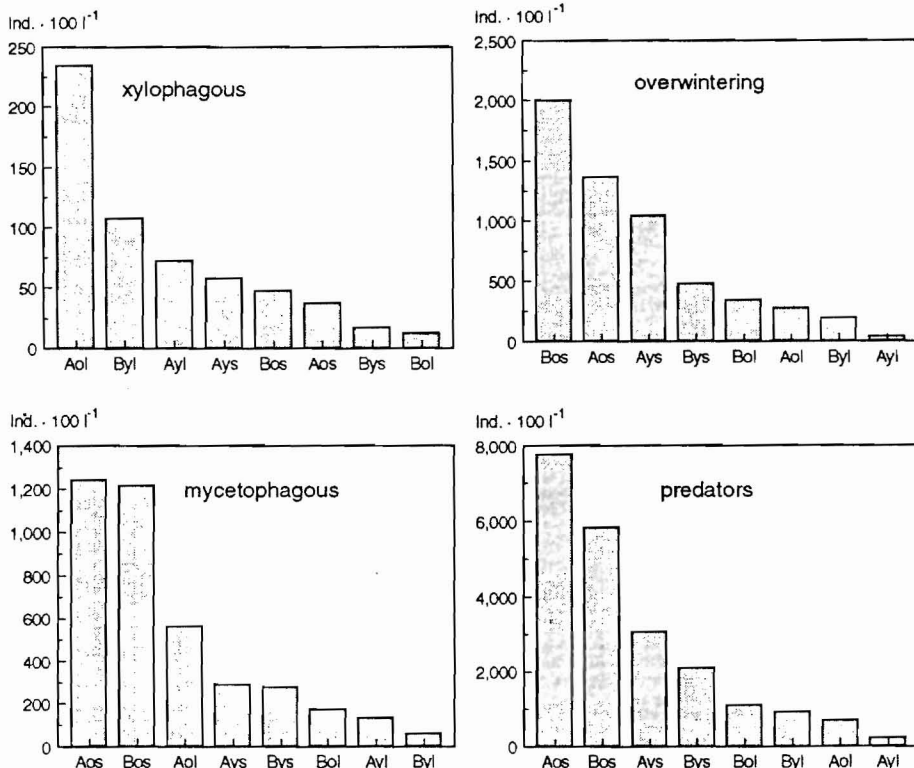 Ind. · 100 l⁻¹
250
200
150
100
50
0
xylophagous
Aol Byl Ayl Ays Bos Aos Bys Bol
Ind. · 100 l⁻¹
2,500
2,000
1,500
1,000
500
0
overwintering
Bos Aos Ays Bys Bol Aol Byl Ayl
Ind. · 100 l⁻¹
1,400
1,200
1,000
800
600
400
200
0
mycetophagous
Aos Bos Aol Ays Bys Bol Ayl Byl
Ind. · 100 l⁻¹
8,000
6,000
4,000
2,000
0
predators
Aos Bos Ays Bys Bol Byl Aol Ayl